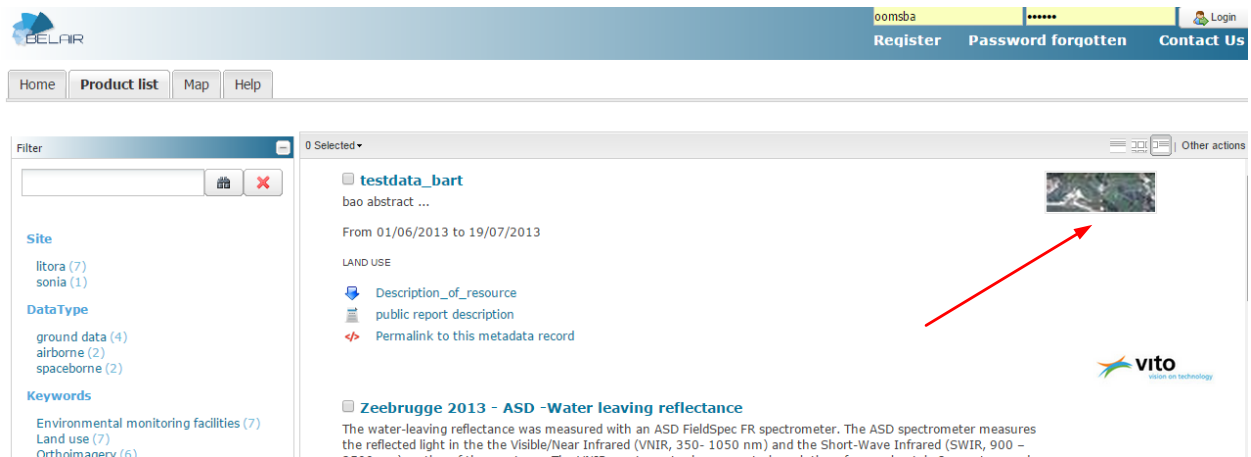 oomsba
••••••
Login
BELAIR
Register Password forgotten Contact Us
Home Product list Map Help
Filter
0 Selected
Other actions
testdata_bart
bao abstract ...
From 01/06/2013 to 19/07/2013
LAND USE
Description_of_resource
public report description
Permalink to this metadata record
Site
litora (7)
sonia (1)
DataType
ground data (4)
airborne (2)
spaceborne (2)
Keywords
Environmental monitoring facilities (7)
Land use (7)
Orthoimagery (6)
vito
vision on technology
Zeebrugge 2013 - ASD -Water leaving reflectance
The water-leaving reflectance was measured with an ASD FieldSpec FR spectrometer. The ASD spectrometer measures
the reflected light in the the Visible/Near Infrared (VNIR, 350- 1050 nm) and the Short-Wave Infrared (SWIR, 900 –